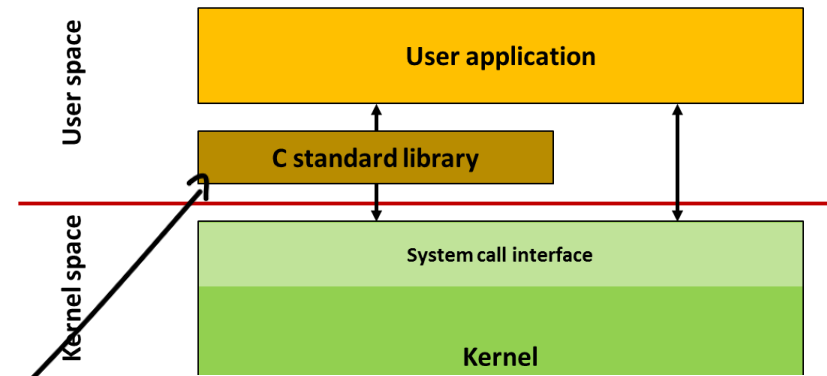 User space
User application
C standard library
Kernel space
System call interface
Kernel